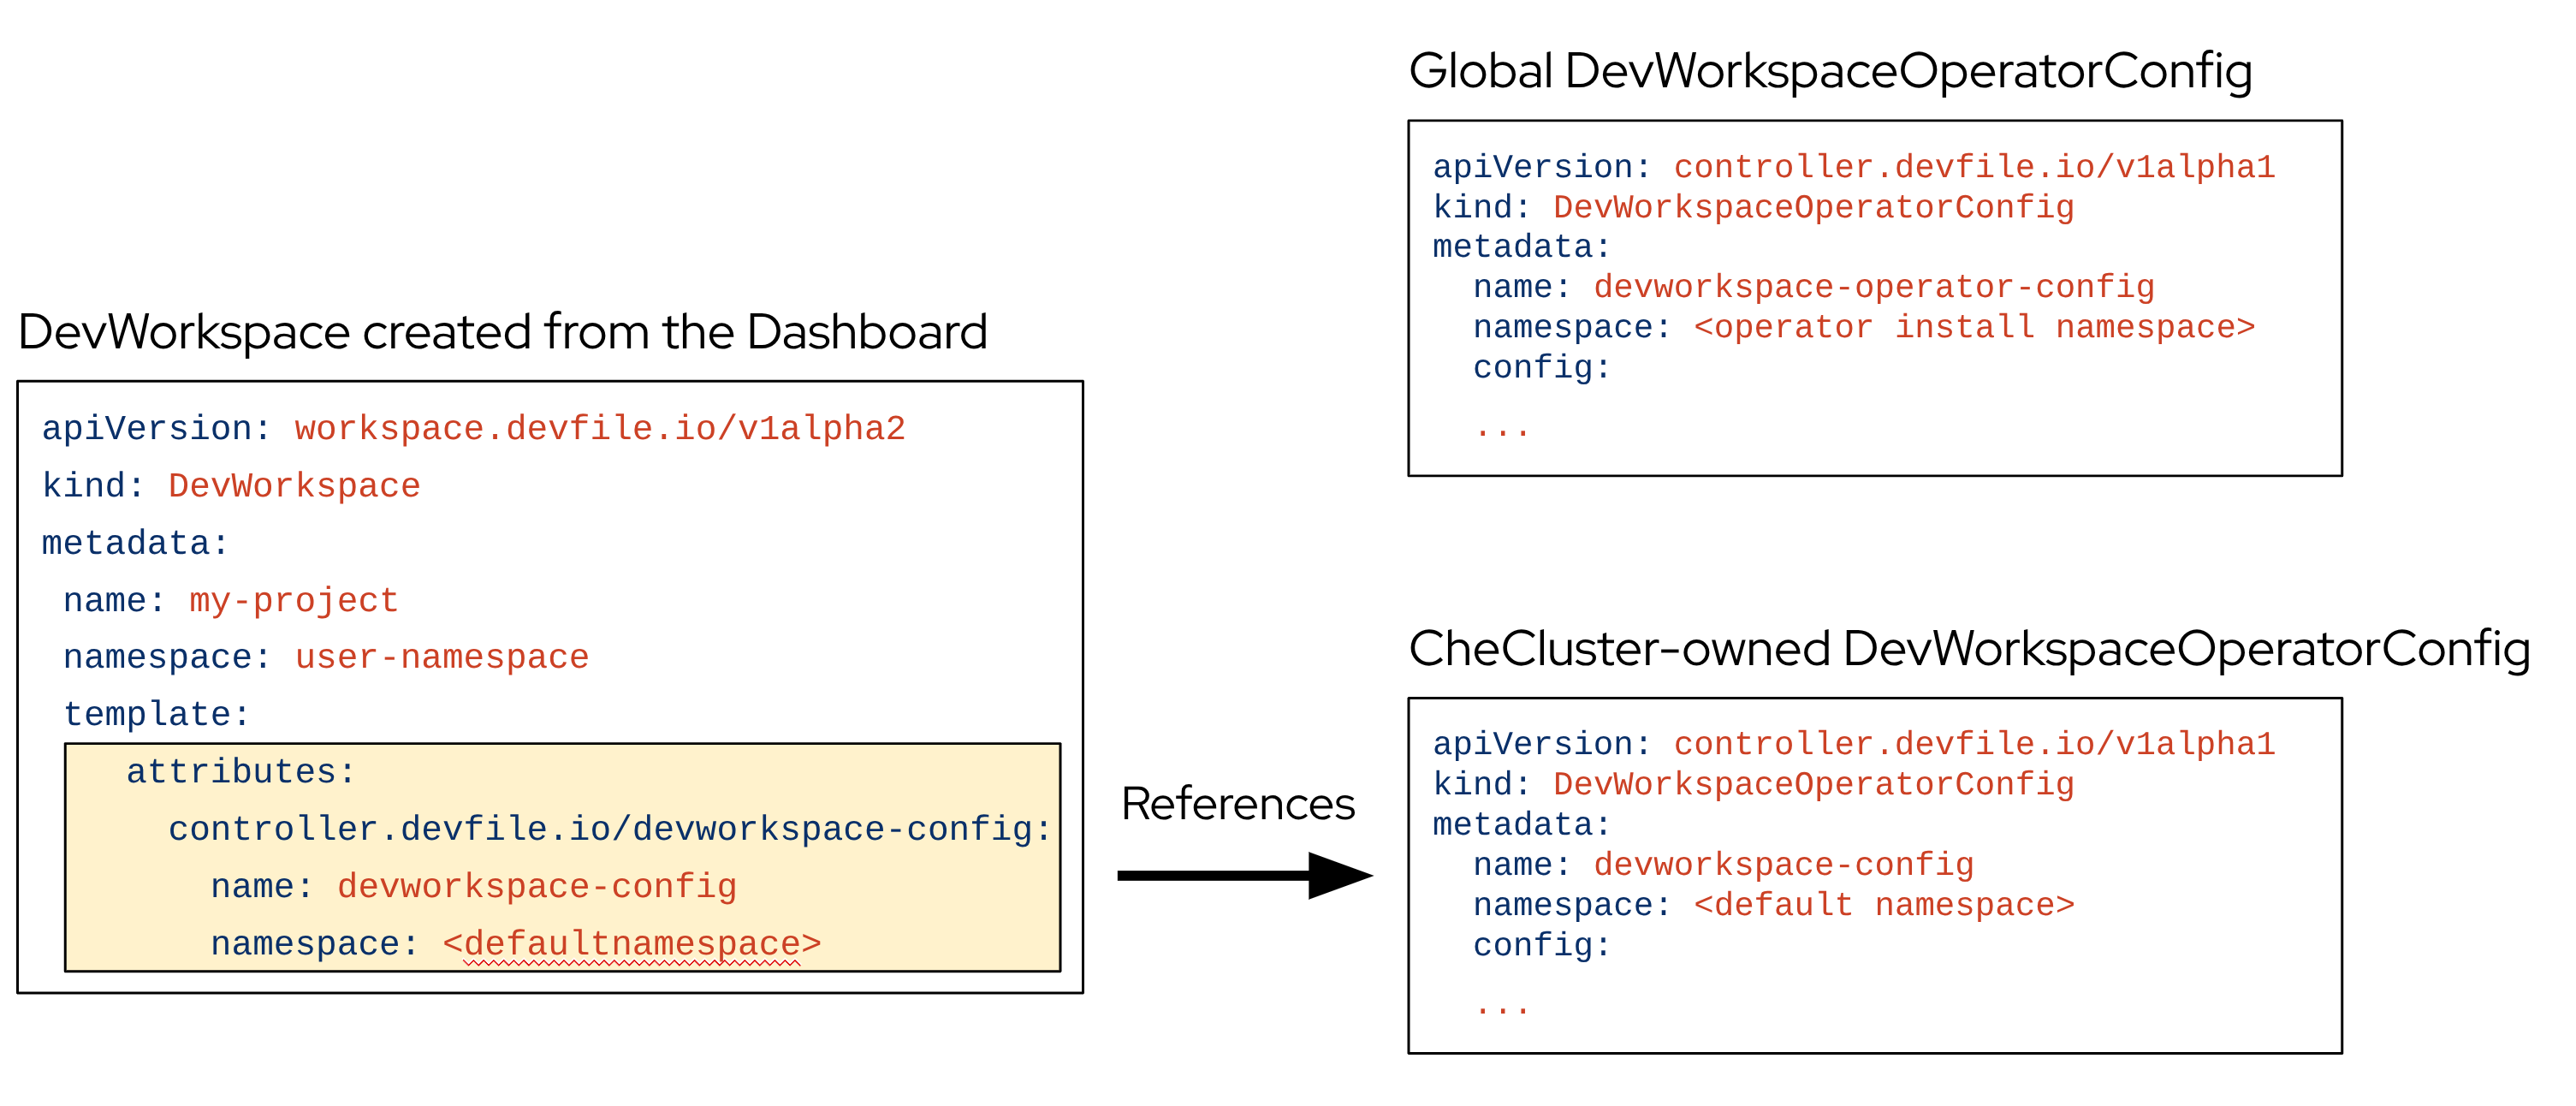 DevWorkspace created from the Dashboard
apiVersion: workspace.devfile.io/v1alpha2
kind: DevWorkspace
metadata:
name: my-project
namespace: user-namespace
template:
attributes:
controller.devfile.io/devworkspace-config:
name: devworkspace-config
namespace: <defaultnamespace>
References
Global DevWorkspaceOperatorConfig
apiVersion: controller.devfile.io/v1alpha1
kind: DevWorkspaceOperatorConfig
metadata:
name: devworkspace-operator-config
namespace: <operator install namespace>
config:
...
CheCluster-owned DevWorkspaceOperatorConfig
apiVersion: controller.devfile.io/v1alpha1
kind: DevWorkspaceOperatorConfig
metadata:
name: devworkspace-config
namespace: <default namespace>
config:
...